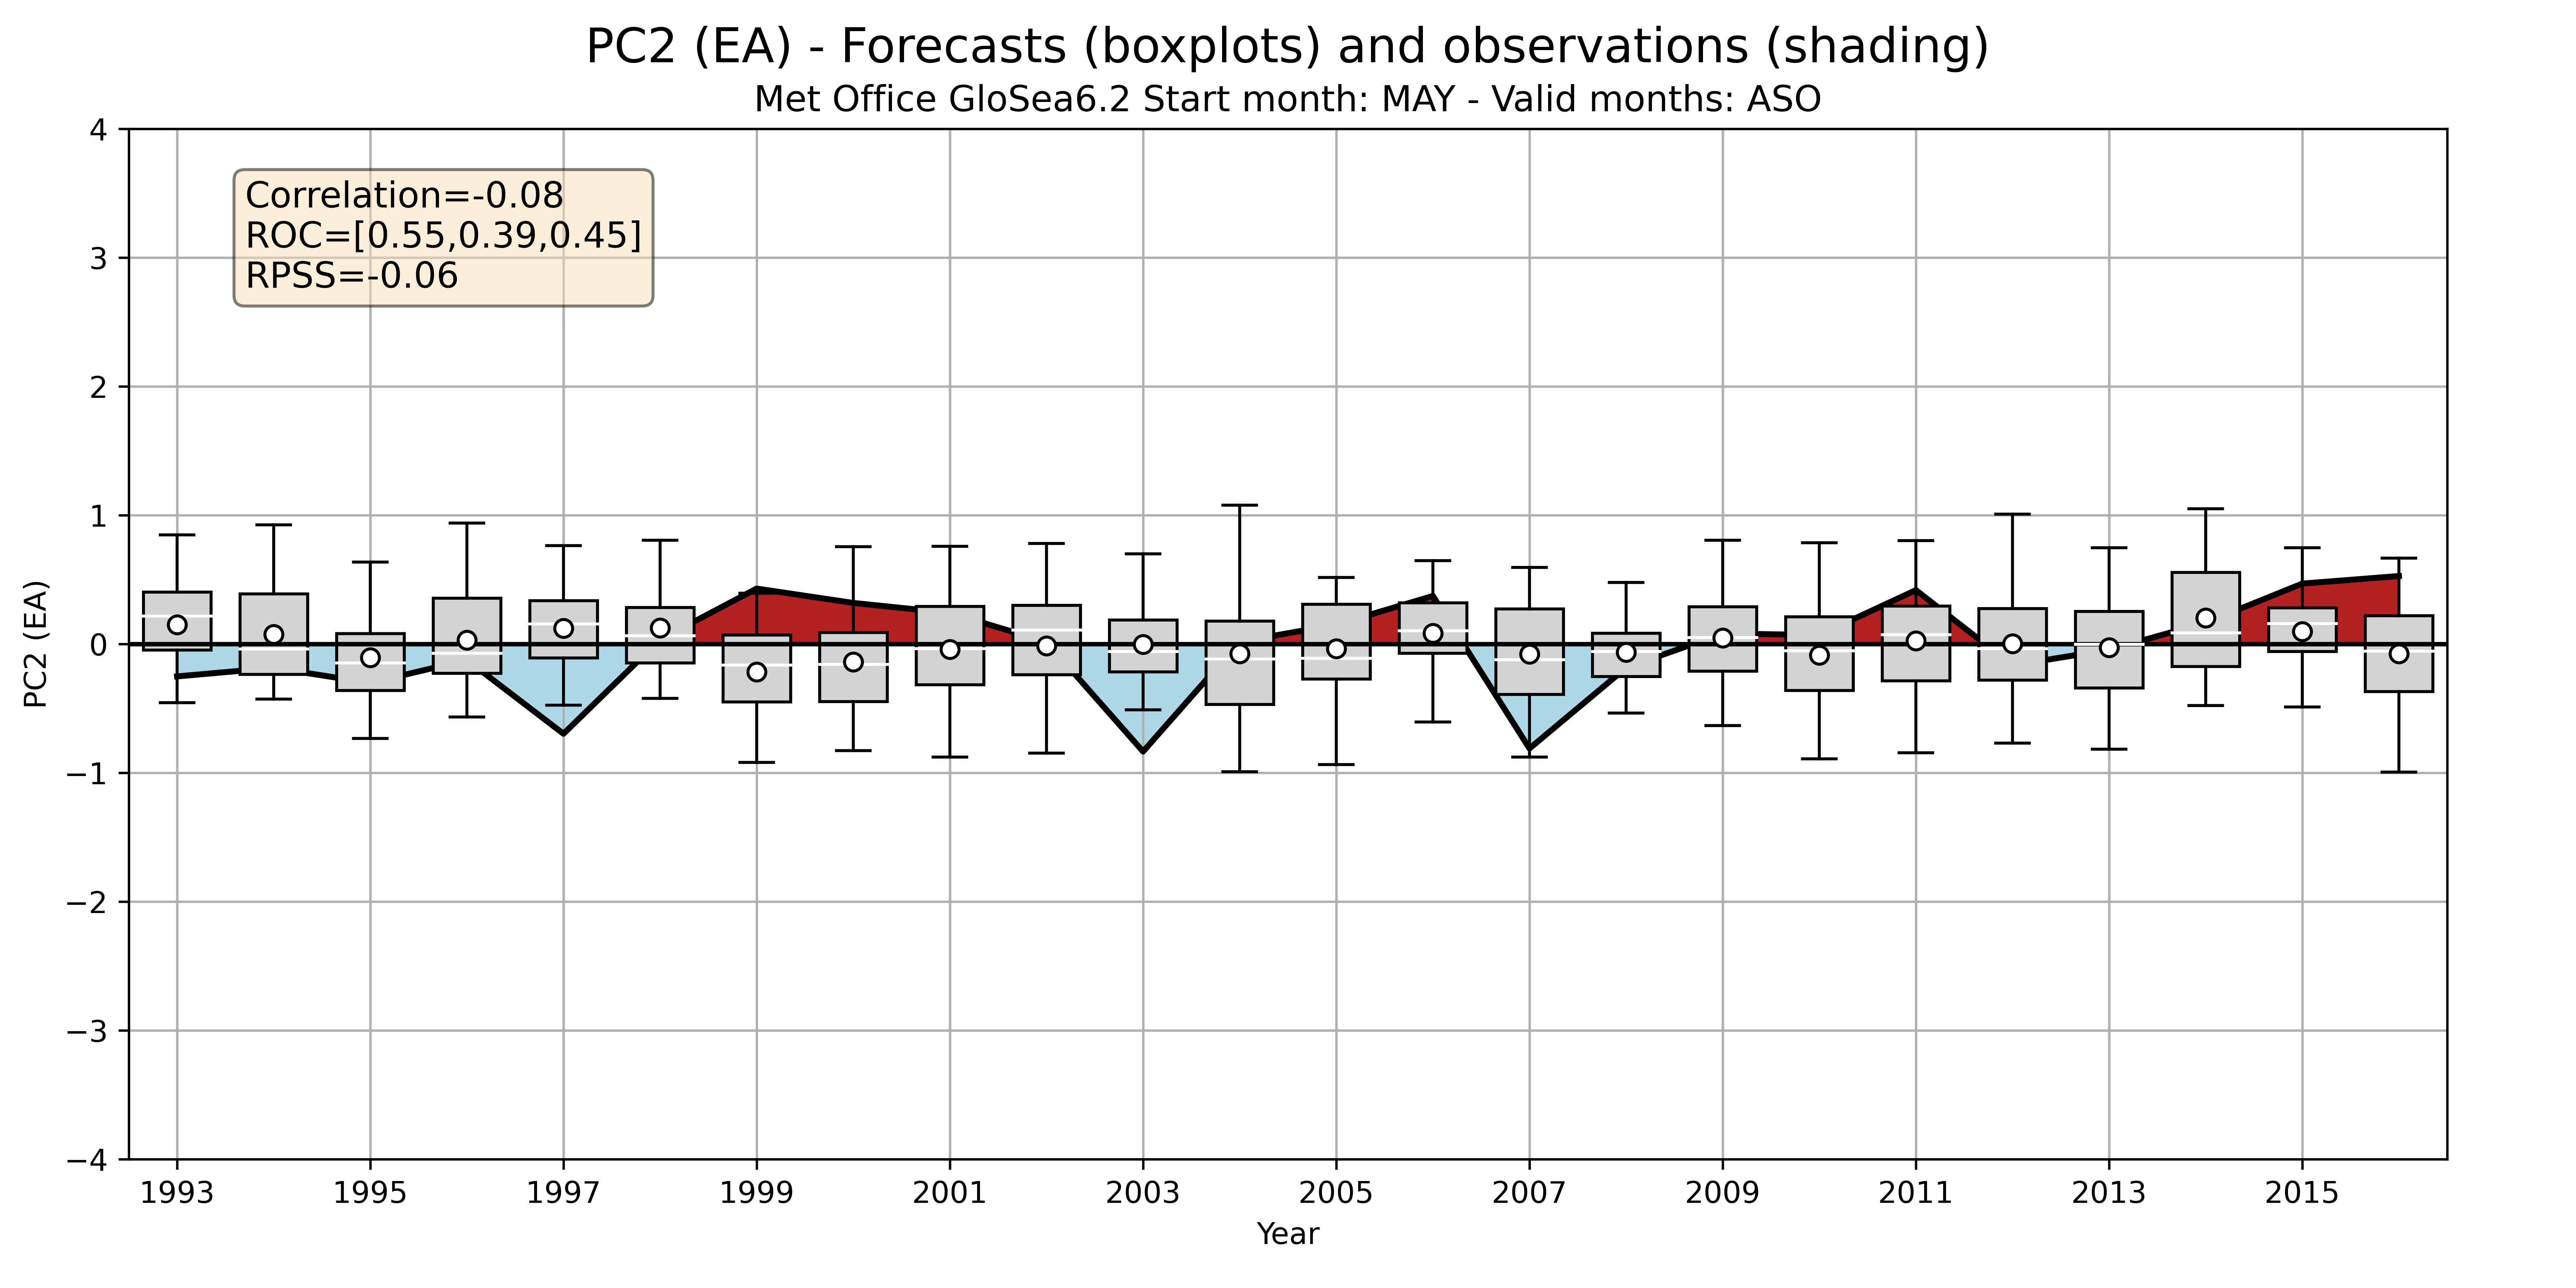 PC2 (EA) - Forecasts (boxplots) and observations (shading)
Met Office GloSea6.2 Start month: MAY - Valid months: ASO
Correlation=-0.08
ROC=[0.55,0.39,0.45]
RPSS=-0.06
PC2 (EA)
4
3
2
1
0
−1
−2
−3
−4
1993 1995 1997 1999 2001 2003 2005 2007 2009 2011 2013 2015
Year